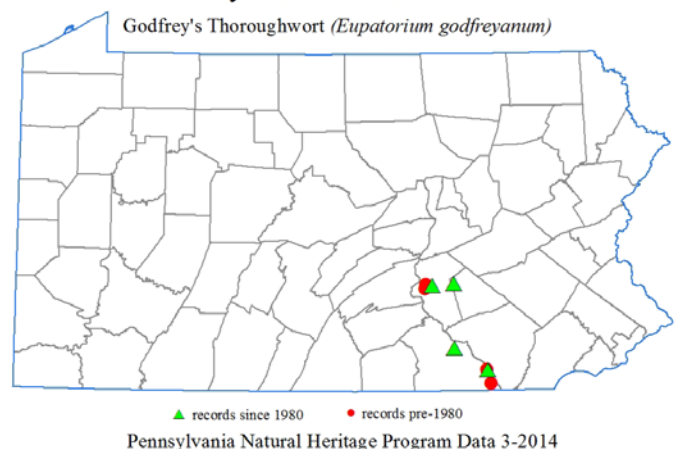 Godfrey's Thoroughwort (Eupatorium godfreyanum)
records since 1980 records pre-1980
Pennsylvania Natural Heritage Program Data 3-2014